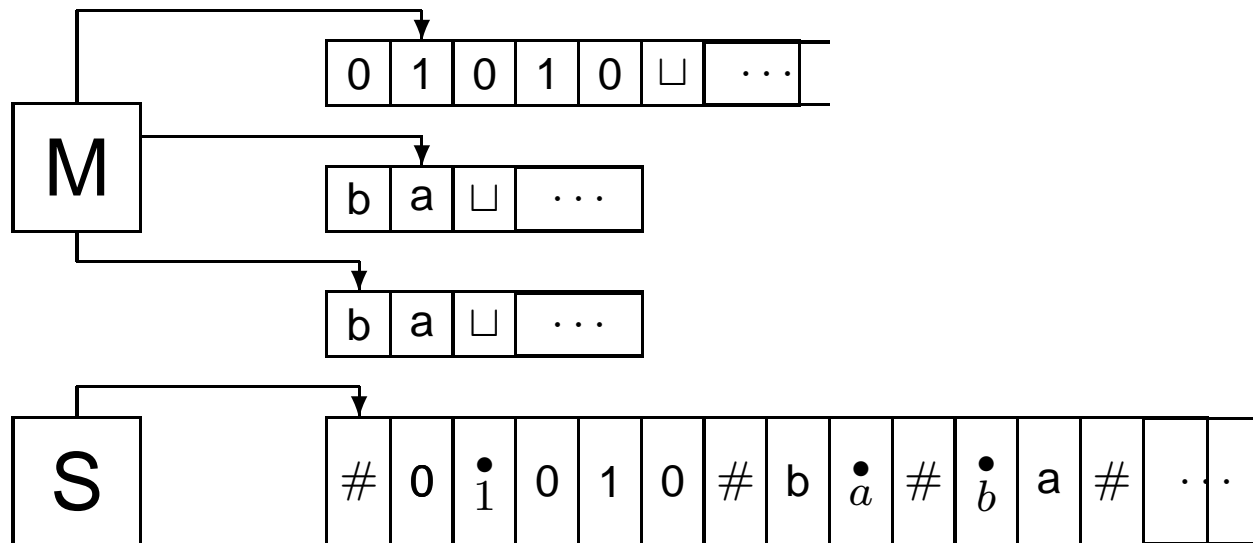 0 1 0 1 0 ⊔ ⋯
M
b a ⊔ ⋯
b a ⊔ ⋯
S # 0 1̇ 0 1 0 # b ȧ # ḃ a # ⋯